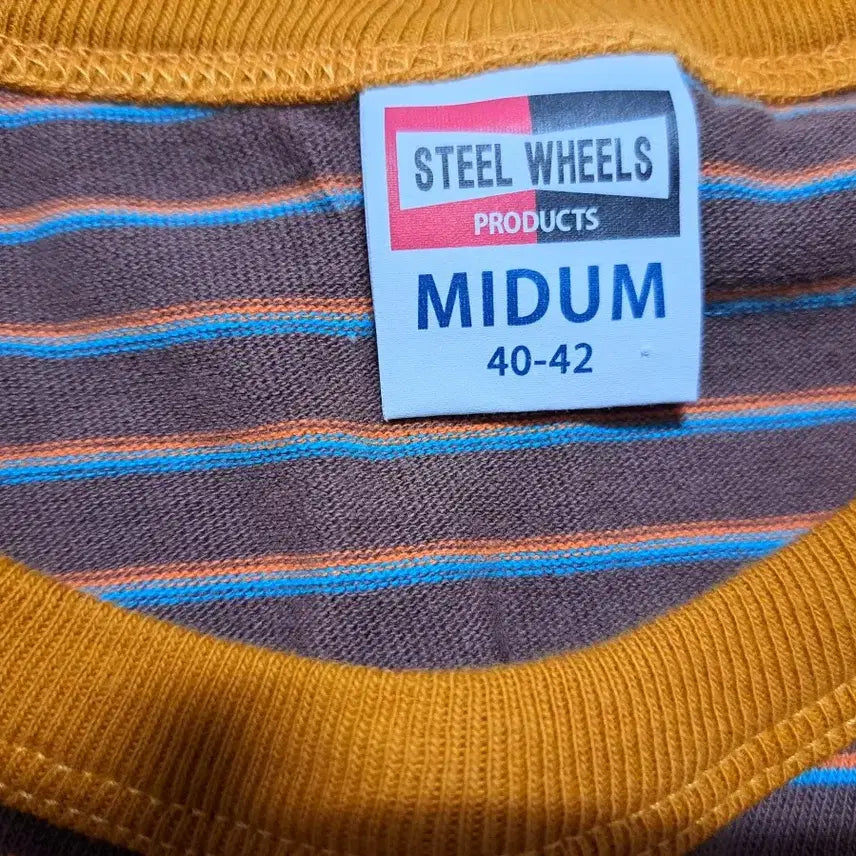 STEEL WHEELS
PRODUCTS
MIDUM
40-42